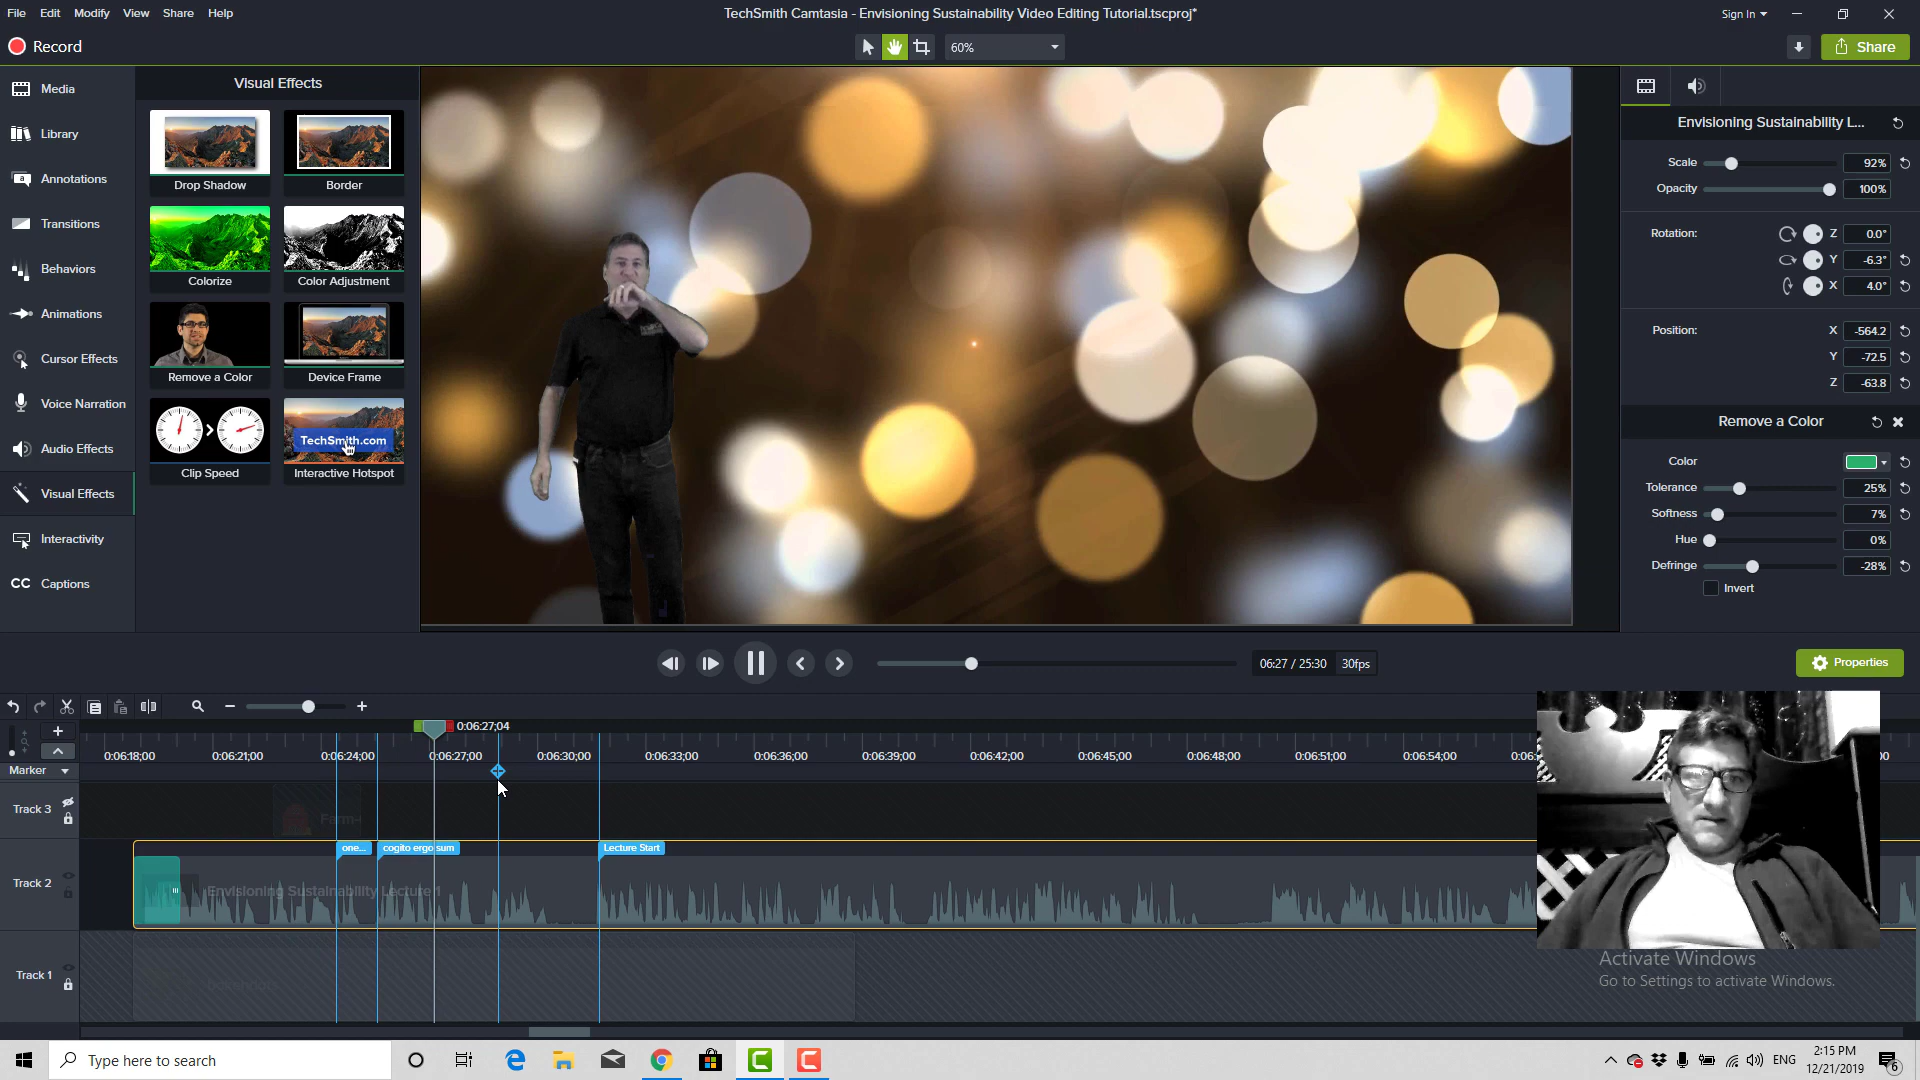 File Edit Modify View Share Help
TechSmith Camtasia - Envisioning Sustainability Video Editing Tutorial.tscproj*
Sign In
Record
60%
Share
Media
Library
Annotations
Transitions
Behaviors
Animations
Cursor Effects
Voice Narration
Audio Effects
Visual Effects
Interactivity
CC Captions
Visual Effects
Drop Shadow
Border
Colorize
Color Adjustment
Remove a Color
Device Frame
TechSmith.com
Clip Speed
Interactive Hotspot
Envisioning Sustainability L...
Scale 92%
Opacity 100%
Rotation: Z 0.0°
Y -6.3°
X 4.0°
Position: X -564.2
Y -72.5
Z -63.8
Remove a Color
Color
Tolerance 25%
Softness 7%
Hue 0%
Defringe -28%
Invert
06:27 / 25:30 30fps
Properties
0:06:27;04
0:06:18;00 0:06:21;00 0:06:24;00 0:06:27;00 0:06:30;00 0:06:33;00 0:06:36;00 0:06:39;00 0:06:42;00 0:06:45;00 0:06:48;00 0:06:51;00 0:06:54;00
Marker
Track 3
Farm-
one... cogito ergo sum Lecture Start
Track 2
Envisioning Sustainability Lecture 1
Track 1
Activate Windows
Go to Settings to activate Windows.
Type here to search
ENG
2:15 PM
12/21/2019
6